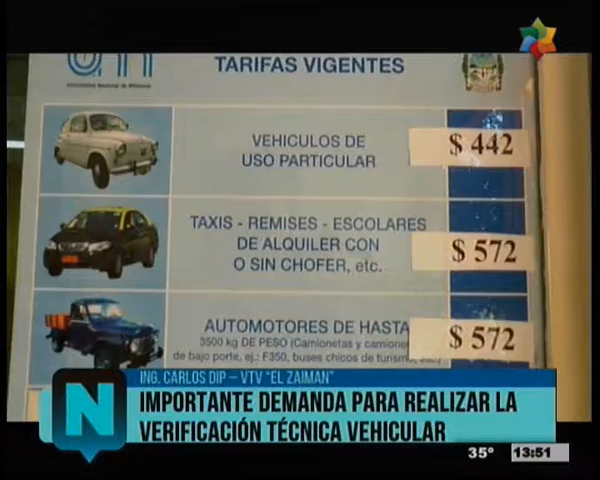 TARIFAS VIGENTES
VEHICULOS DE
USO PARTICULAR
$ 442
TAXIS - REMISES - ESCOLARES
DE ALQUILER CON
O SIN CHOFER, etc.
$ 572
AUTOMOTORES DE HASTA
3500 kg DE PESO (Camionetas y
de bajo porte, ej.: F350, buses chicos de turismo, etc.)
$ 572
ING. CARLOS DIP – VTV "EL ZAIMAN"
N
IMPORTANTE DEMANDA PARA REALIZAR LA
VERIFICACIÓN TÉCNICA VEHICULAR
35° 13:51